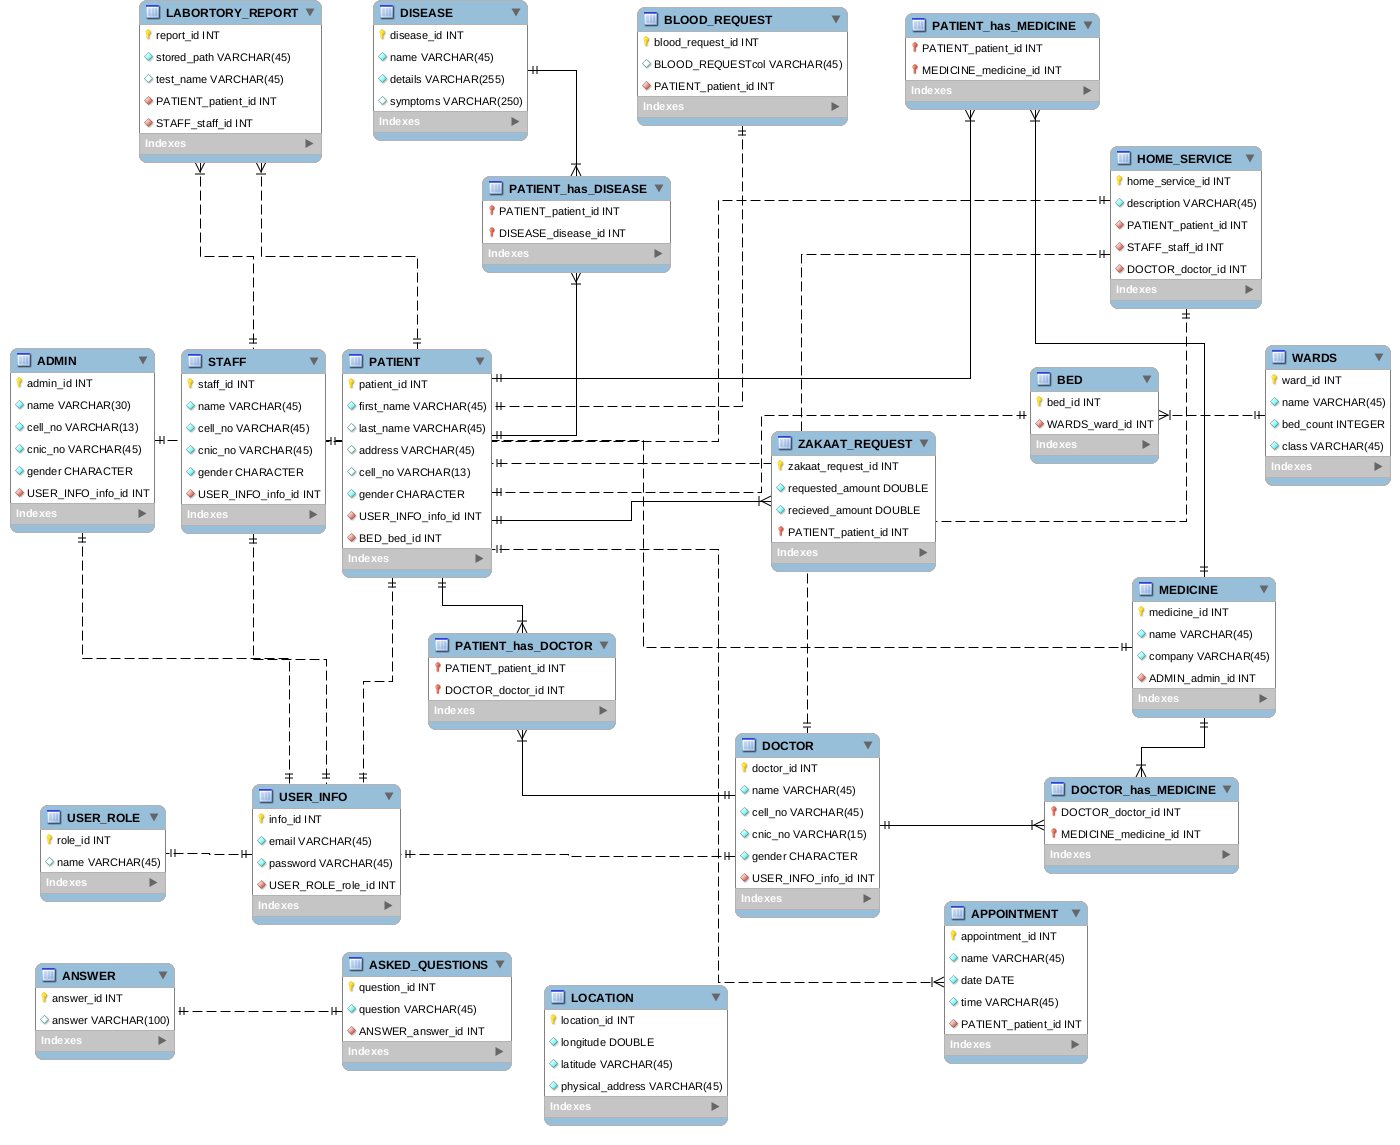 LABORTORY_REPORT
report_id INT
stored_path VARCHAR(45)
test_name VARCHAR(45)
PATIENT_patient_id INT
STAFF_staff_id INT
Indexes
DISEASE
disease_id INT
name VARCHAR(45)
details VARCHAR(255)
symptoms VARCHAR(250)
Indexes
BLOOD_REQUEST
blood_request_id INT
BLOOD_REQUESTcol VARCHAR(45)
PATIENT_patient_id INT
Indexes
PATIENT_has_MEDICINE
PATIENT_patient_id INT
MEDICINE_medicine_id INT
Indexes
PATIENT_has_DISEASE
PATIENT_patient_id INT
DISEASE_disease_id INT
Indexes
HOME_SERVICE
home_service_id INT
description VARCHAR(45)
PATIENT_patient_id INT
STAFF_staff_id INT
DOCTOR_doctor_id INT
Indexes
ADMIN
admin_id INT
name VARCHAR(30)
cell_no VARCHAR(13)
cnic_no VARCHAR(45)
gender CHARACTER
USER_INFO_info_id INT
Indexes
STAFF
staff_id INT
name VARCHAR(45)
cell_no VARCHAR(45)
cnic_no VARCHAR(45)
gender CHARACTER
USER_INFO_info_id INT
Indexes
PATIENT
patient_id INT
first_name VARCHAR(45)
last_name VARCHAR(45)
address VARCHAR(45)
cell_no VARCHAR(13)
gender CHARACTER
USER_INFO_info_id INT
BED_bed_id INT
Indexes
ZAKAAT_REQUEST
zakaat_request_id INT
requested_amount DOUBLE
recieved_amount DOUBLE
PATIENT_patient_id INT
Indexes
BED
bed_id INT
WARDS_ward_id INT
Indexes
WARDS
ward_id INT
name VARCHAR(45)
bed_count INTEGER
class VARCHAR(45)
Indexes
MEDICINE
medicine_id INT
name VARCHAR(45)
company VARCHAR(45)
ADMIN_admin_id INT
Indexes
PATIENT_has_DOCTOR
PATIENT_patient_id INT
DOCTOR_doctor_id INT
Indexes
DOCTOR
doctor_id INT
name VARCHAR(45)
cell_no VARCHAR(45)
cnic_no VARCHAR(15)
gender CHARACTER
USER_INFO_info_id INT
Indexes
DOCTOR_has_MEDICINE
DOCTOR_doctor_id INT
MEDICINE_medicine_id INT
Indexes
USER_ROLE
role_id INT
name VARCHAR(45)
Indexes
USER_INFO
info_id INT
email VARCHAR(45)
password VARCHAR(45)
USER_ROLE_role_id INT
Indexes
APPOINTMENT
appointment_id INT
name VARCHAR(45)
date DATE
time VARCHAR(45)
PATIENT_patient_id INT
Indexes
ANSWER
answer_id INT
answer VARCHAR(100)
Indexes
ASKED_QUESTIONS
question_id INT
question VARCHAR(45)
ANSWER_answer_id INT
Indexes
LOCATION
location_id INT
longitude DOUBLE
latitude VARCHAR(45)
physical_address VARCHAR(45)
Indexes